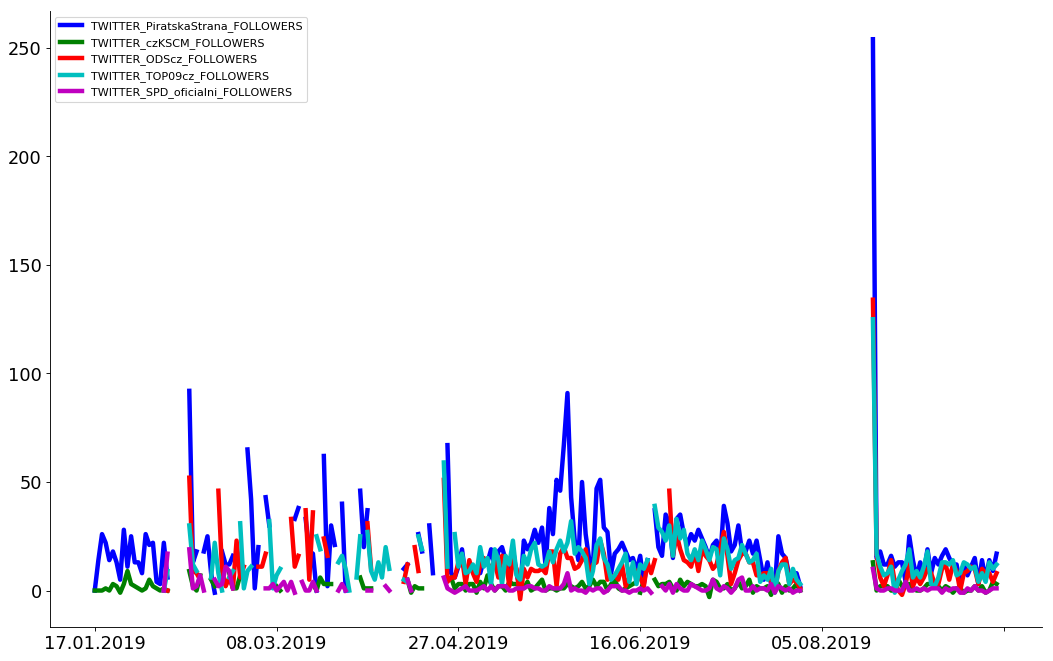 TWITTER_PiratskaStrana_FOLLOWERS
TWITTER_czKSCM_FOLLOWERS
TWITTER_ODScz_FOLLOWERS
TWITTER_TOP09cz_FOLLOWERS
TWITTER_SPD_oficialni_FOLLOWERS
250
200
150
100
50
0
17.01.2019 08.03.2019 27.04.2019 16.06.2019 05.08.2019